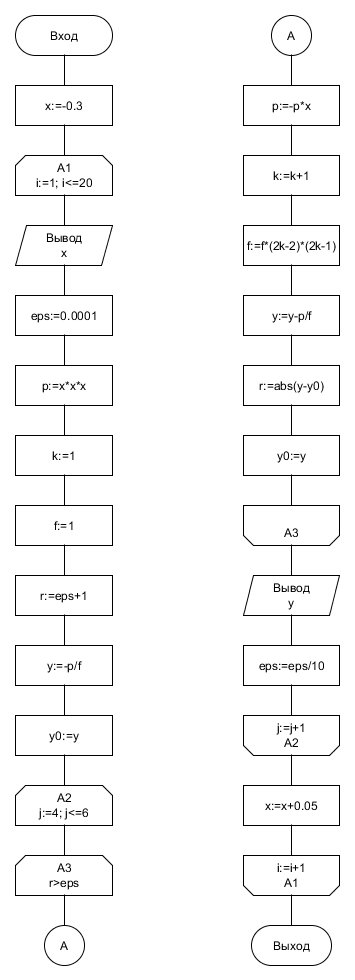 Вход
x:=-0.3
A1
i:=1; i<=20
Вывод
x
eps:=0.0001
p:=x*x*x
k:=1
f:=1
r:=eps+1
y:=-p/f
y0:=y
A2
j:=4; j<=6
A3
r>eps
A
A
p:=-p*x
k:=k+1
f:=f*(2k-2)*(2k-1)
y:=y-p/f
r:=abs(y-y0)
y0:=y
A3
Вывод
y
eps:=eps/10
j:=j+1
A2
x:=x+0.05
i:=i+1
A1
Выход